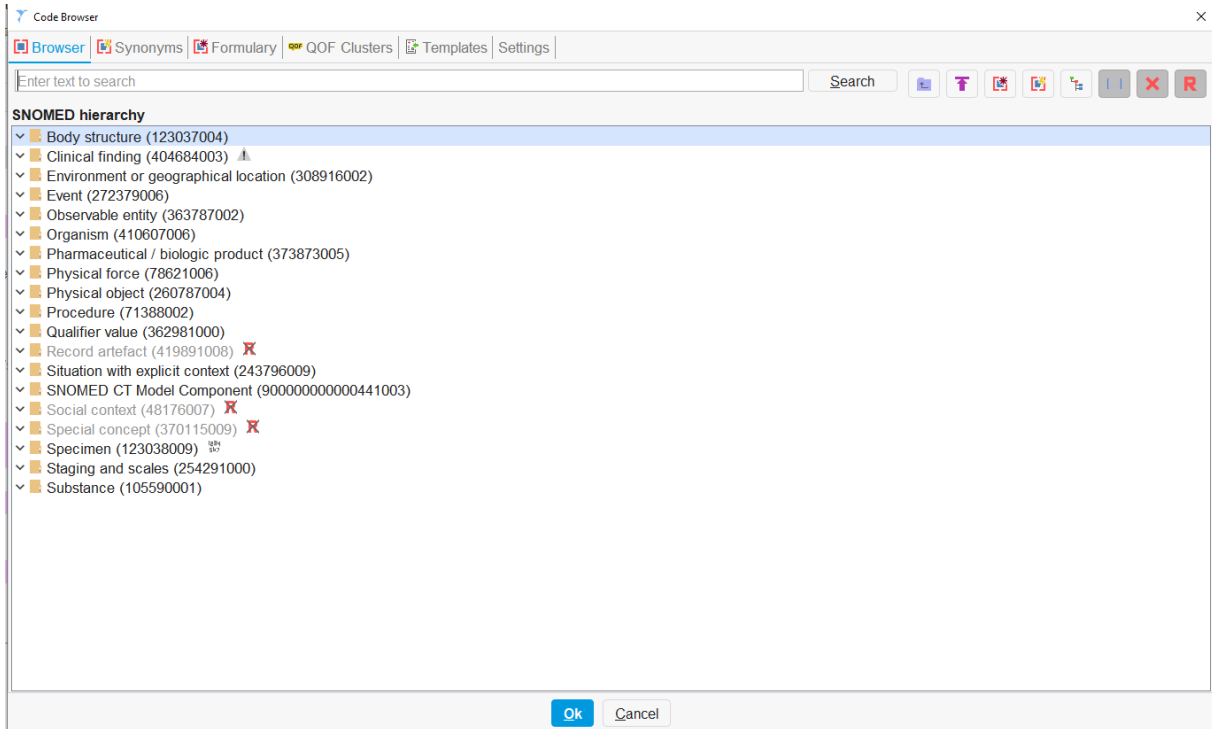 Code Browser
Browser Synonyms Formulary QOF QOF Clusters Templates Settings
Enter text to search Search R
SNOMED hierarchy
Body structure (123037004)
Clinical finding (404684003)
Environment or geographical location (308916002)
Event (272379006)
Observable entity (363787002)
Organism (410607006)
Pharmaceutical / biologic product (373873005)
Physical force (78621006)
Physical object (260787004)
Procedure (71388002)
Qualifier value (362981000)
Record artefact (419891008) R
Situation with explicit context (243796009)
SNOMED CT Model Component (900000000000441003)
Social context (48176007) R
Special concept (370115009) R
Specimen (123038009)
Staging and scales (254291000)
Substance (105590001)
Ok Cancel